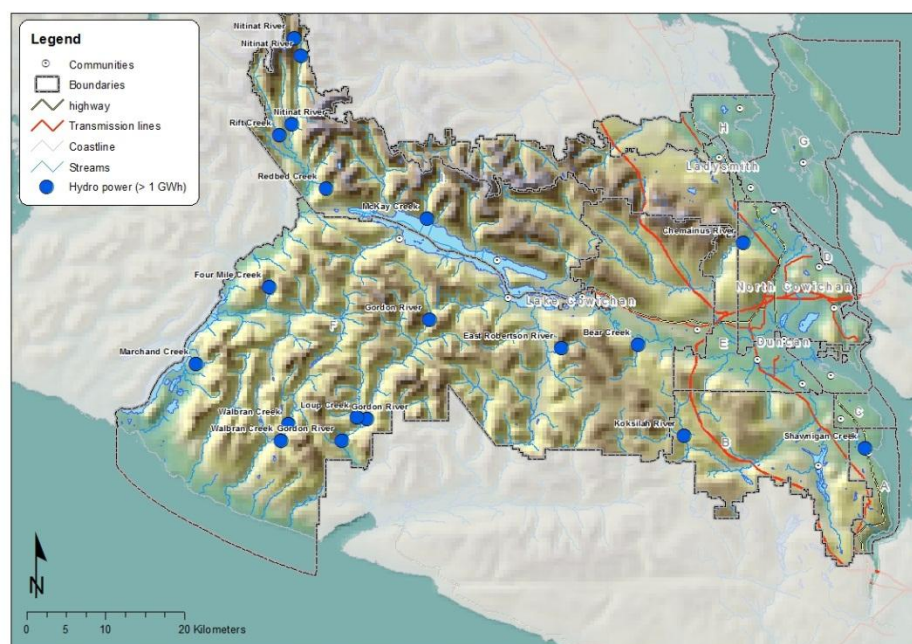 Legend
Communities
Boundaries
highway
Transmission lines
Coastline
Streams
Hydro power (> 1 GWh)
Nitinat River
Nitinat River
Nitinat River
Rift Creek
Redbed Creek
McKay Creek
H
G
Ladysmith
Chemainus River
D
Four Mile Creek
North Cowichan
Lake Cowichan
Gordon River
F
East Robertson River
Bear Creek
E
Duncan
Marchand Creek
Loup Creek
Gordon River
Walbran Creek
Walbran Creek
Gordon River
Koksilah River
B
C
Shawnigan Creek
A
N
0 5 10 20 Kilometers